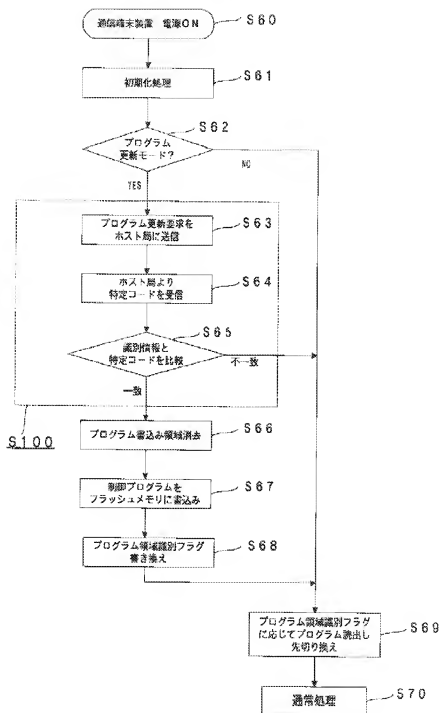 通信端末装置 電源ON
S60
初期化処理
S61
プログラム
更新モード?
S62
NO
YES
プログラム更新要求を
ホスト局に送信
S63
ホスト局より
特定コードを受信
S64
識別情報と
特定コードを比較
S65
不一致
一致
S100
プログラム書込み領域消去
S66
制御プログラムを
フラッシュメモリに書込み
S67
プログラム領域識別フラグ
書き換え
S68
プログラム領域識別フラグ
に応じてプログラム読出し
先切り換え
S69
通常処理
S70